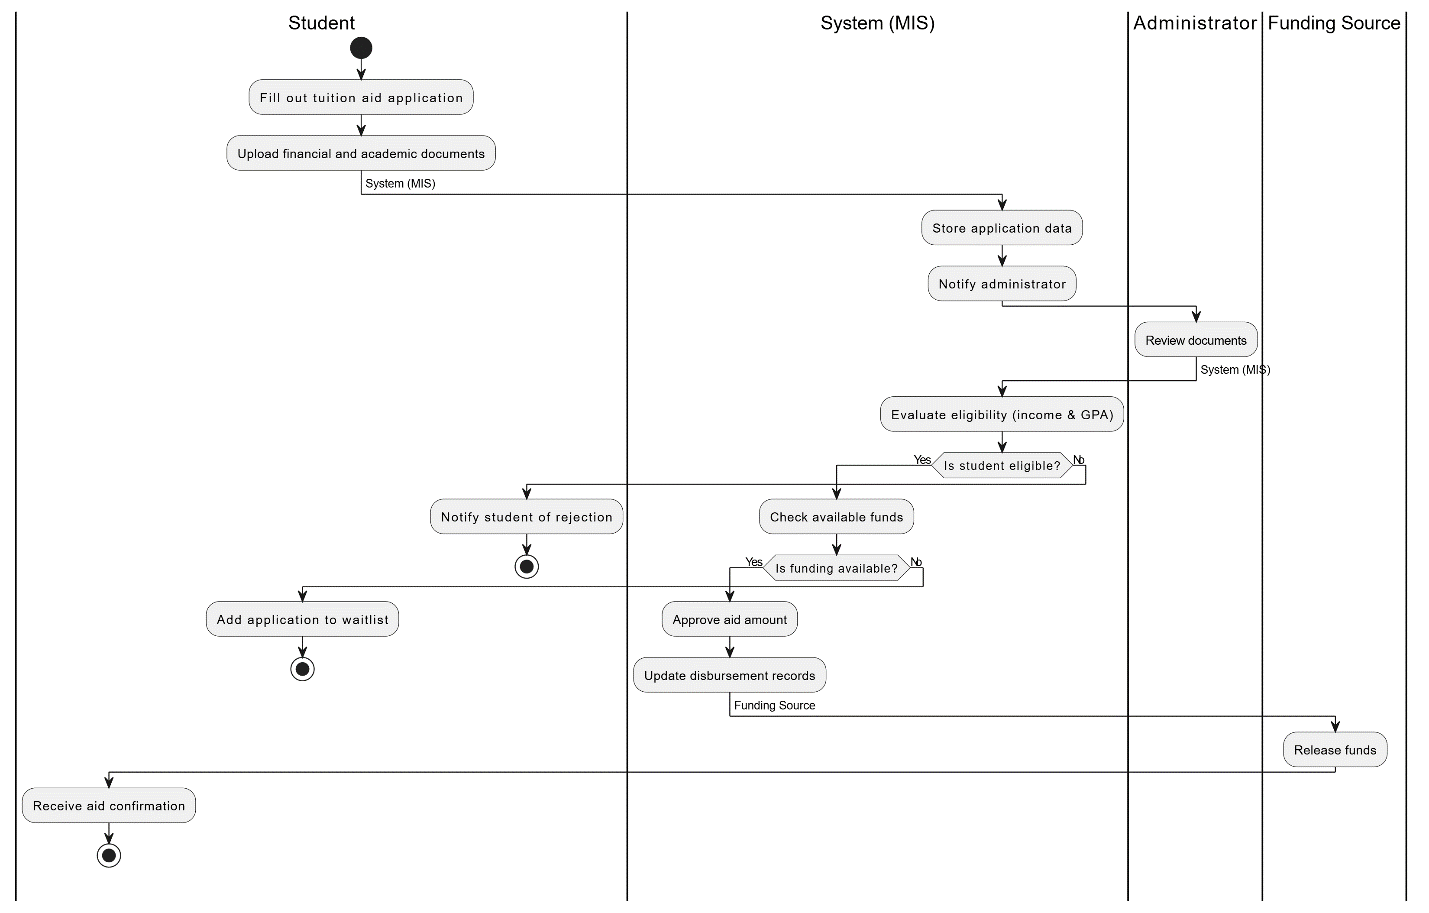 Student
System (MIS)
Administrator
Funding Source
Fill out tuition aid application
Upload financial and academic documents
System (MIS)
Store application data
Notify administrator
Review documents
System (MIS)
Evaluate eligibility (income & GPA)
Yes
Is student eligible?
No
Notify student of rejection
Check available funds
Yes
Is funding available?
No
Add application to waitlist
Approve aid amount
Update disbursement records
Funding Source
Release funds
Receive aid confirmation